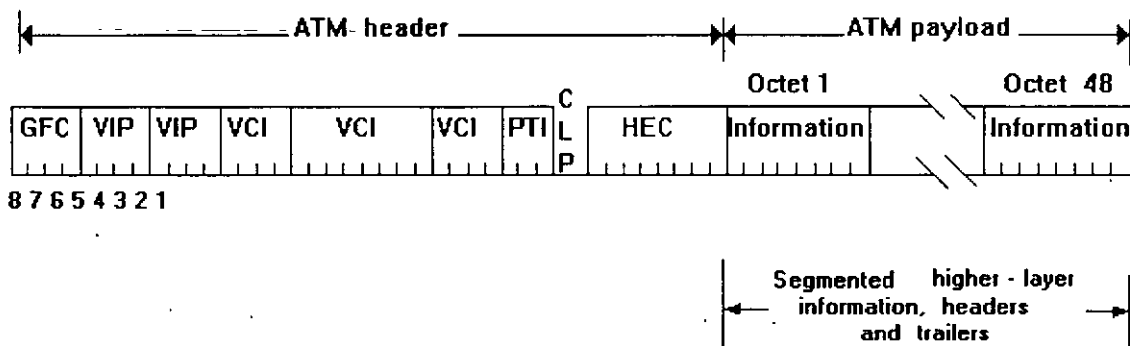 ATM- header ATM payload
Octet 1 Octet 48
GFC VIP VIP VCI VCI VCI PTI CLP HEC Information Information
8 7 6 5 4 3 2 1
Segmented higher - layer
information, headers
and trailers